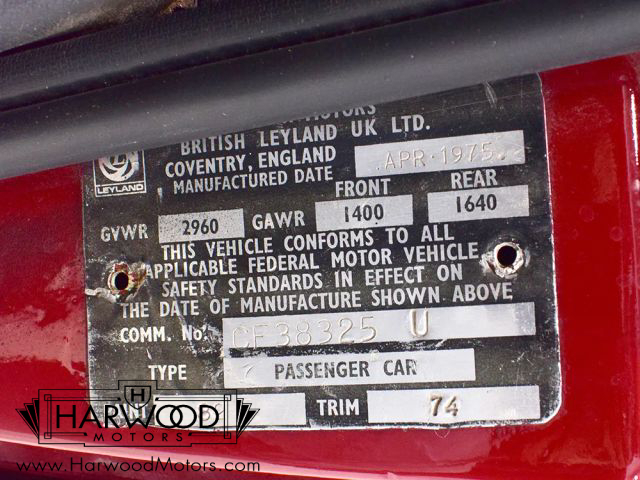 MOTORS
BRITISH LEYLAND UK LTD.
COVENTRY, ENGLAND
MANUFACTURED DATE APR·1975
LEYLAND
FRONT REAR
GVWR 2960 GAWR 1400 1640
THIS VEHICLE CONFORMS TO ALL
APPLICABLE FEDERAL MOTOR VEHICLE
SAFETY STANDARDS IN EFFECT ON
THE DATE OF MANUFACTURE SHOWN ABOVE
COMM. No. CF38325 U
TYPE 7 PASSENGER CAR
TRIM 74
H
HARWOOD
MOTORS
www.HarwoodMotors.com